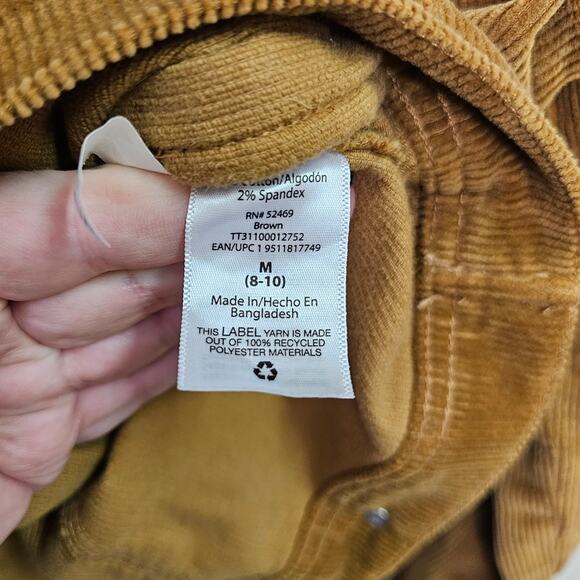 Cotton/Algodón
2% Spandex
RN# 52469
Brown
TT31100012752
EAN/UPC 1 9511817749
M
(8-10)
Made In/Hecho En
Bangladesh
THIS LABEL YARN IS MADE
OUT OF 100% RECYCLED
POLYESTER MATERIALS